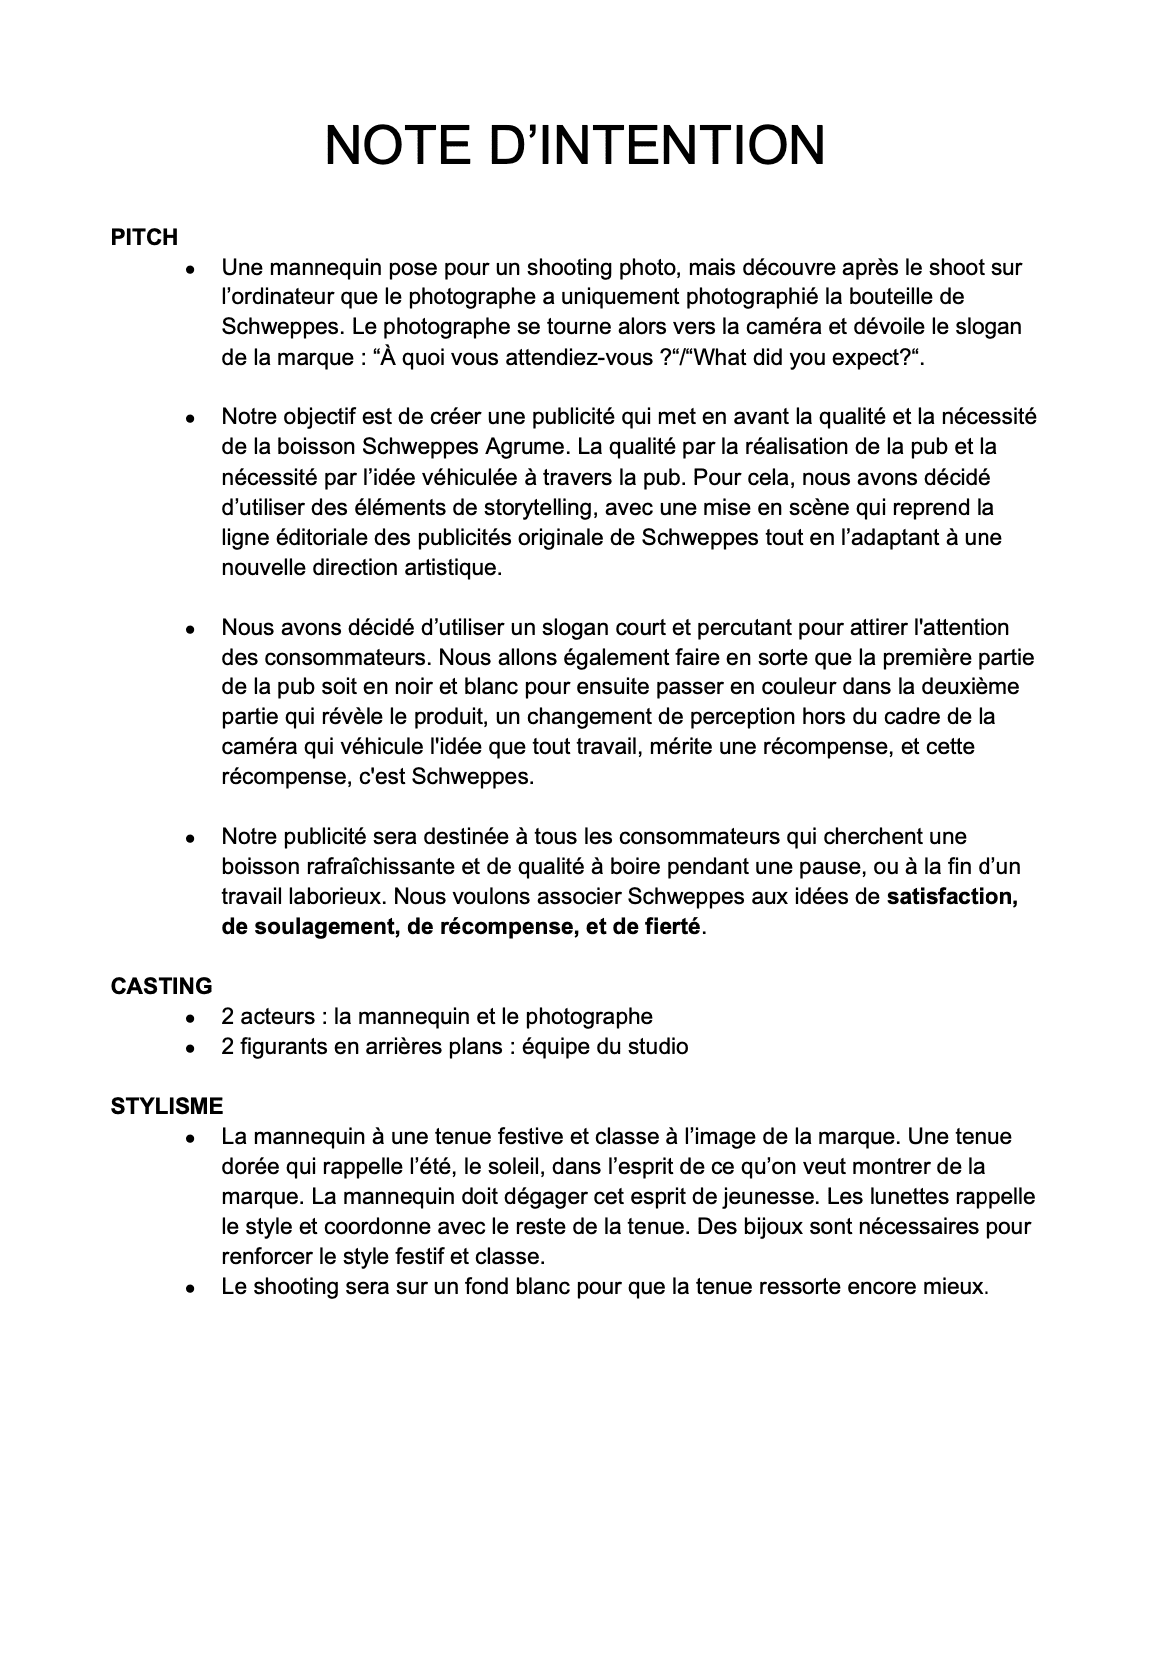 NOTE D’INTENTION
PITCH
● Une mannequin pose pour un shooting photo, mais découvre après le shoot sur
l’ordinateur que le photographe a uniquement photographié la bouteille de
Schweppes. Le photographe se tourne alors vers la caméra et dévoile le slogan
de la marque : “À quoi vous attendiez-vous ?“/“What did you expect?“.
● Notre objectif est de créer une publicité qui met en avant la qualité et la nécessité
de la boisson Schweppes Agrume. La qualité par la réalisation de la pub et la
nécessité par l’idée véhiculée à travers la pub. Pour cela, nous avons décidé
d’utiliser des éléments de storytelling, avec une mise en scène qui reprend la
ligne éditoriale des publicités originale de Schweppes tout en l’adaptant à une
nouvelle direction artistique.
● Nous avons décidé d’utiliser un slogan court et percutant pour attirer l'attention
des consommateurs. Nous allons également faire en sorte que la première partie
de la pub soit en noir et blanc pour ensuite passer en couleur dans la deuxième
partie qui révèle le produit, un changement de perception hors du cadre de la
caméra qui véhicule l'idée que tout travail, mérite une récompense, et cette
récompense, c'est Schweppes.
● Notre publicité sera destinée à tous les consommateurs qui cherchent une
boisson rafraîchissante et de qualité à boire pendant une pause, ou à la fin d’un
travail laborieux. Nous voulons associer Schweppes aux idées de satisfaction,
de soulagement, de récompense, et de fierté.
CASTING
● 2 acteurs : la mannequin et le photographe
● 2 figurants en arrières plans : équipe du studio
STYLISME
● La mannequin à une tenue festive et classe à l’image de la marque. Une tenue
dorée qui rappelle l’été, le soleil, dans l’esprit de ce qu’on veut montrer de la
marque. La mannequin doit dégager cet esprit de jeunesse. Les lunettes rappelle
le style et coordonne avec le reste de la tenue. Des bijoux sont nécessaires pour
renforcer le style festif et classe.
● Le shooting sera sur un fond blanc pour que la tenue ressorte encore mieux.